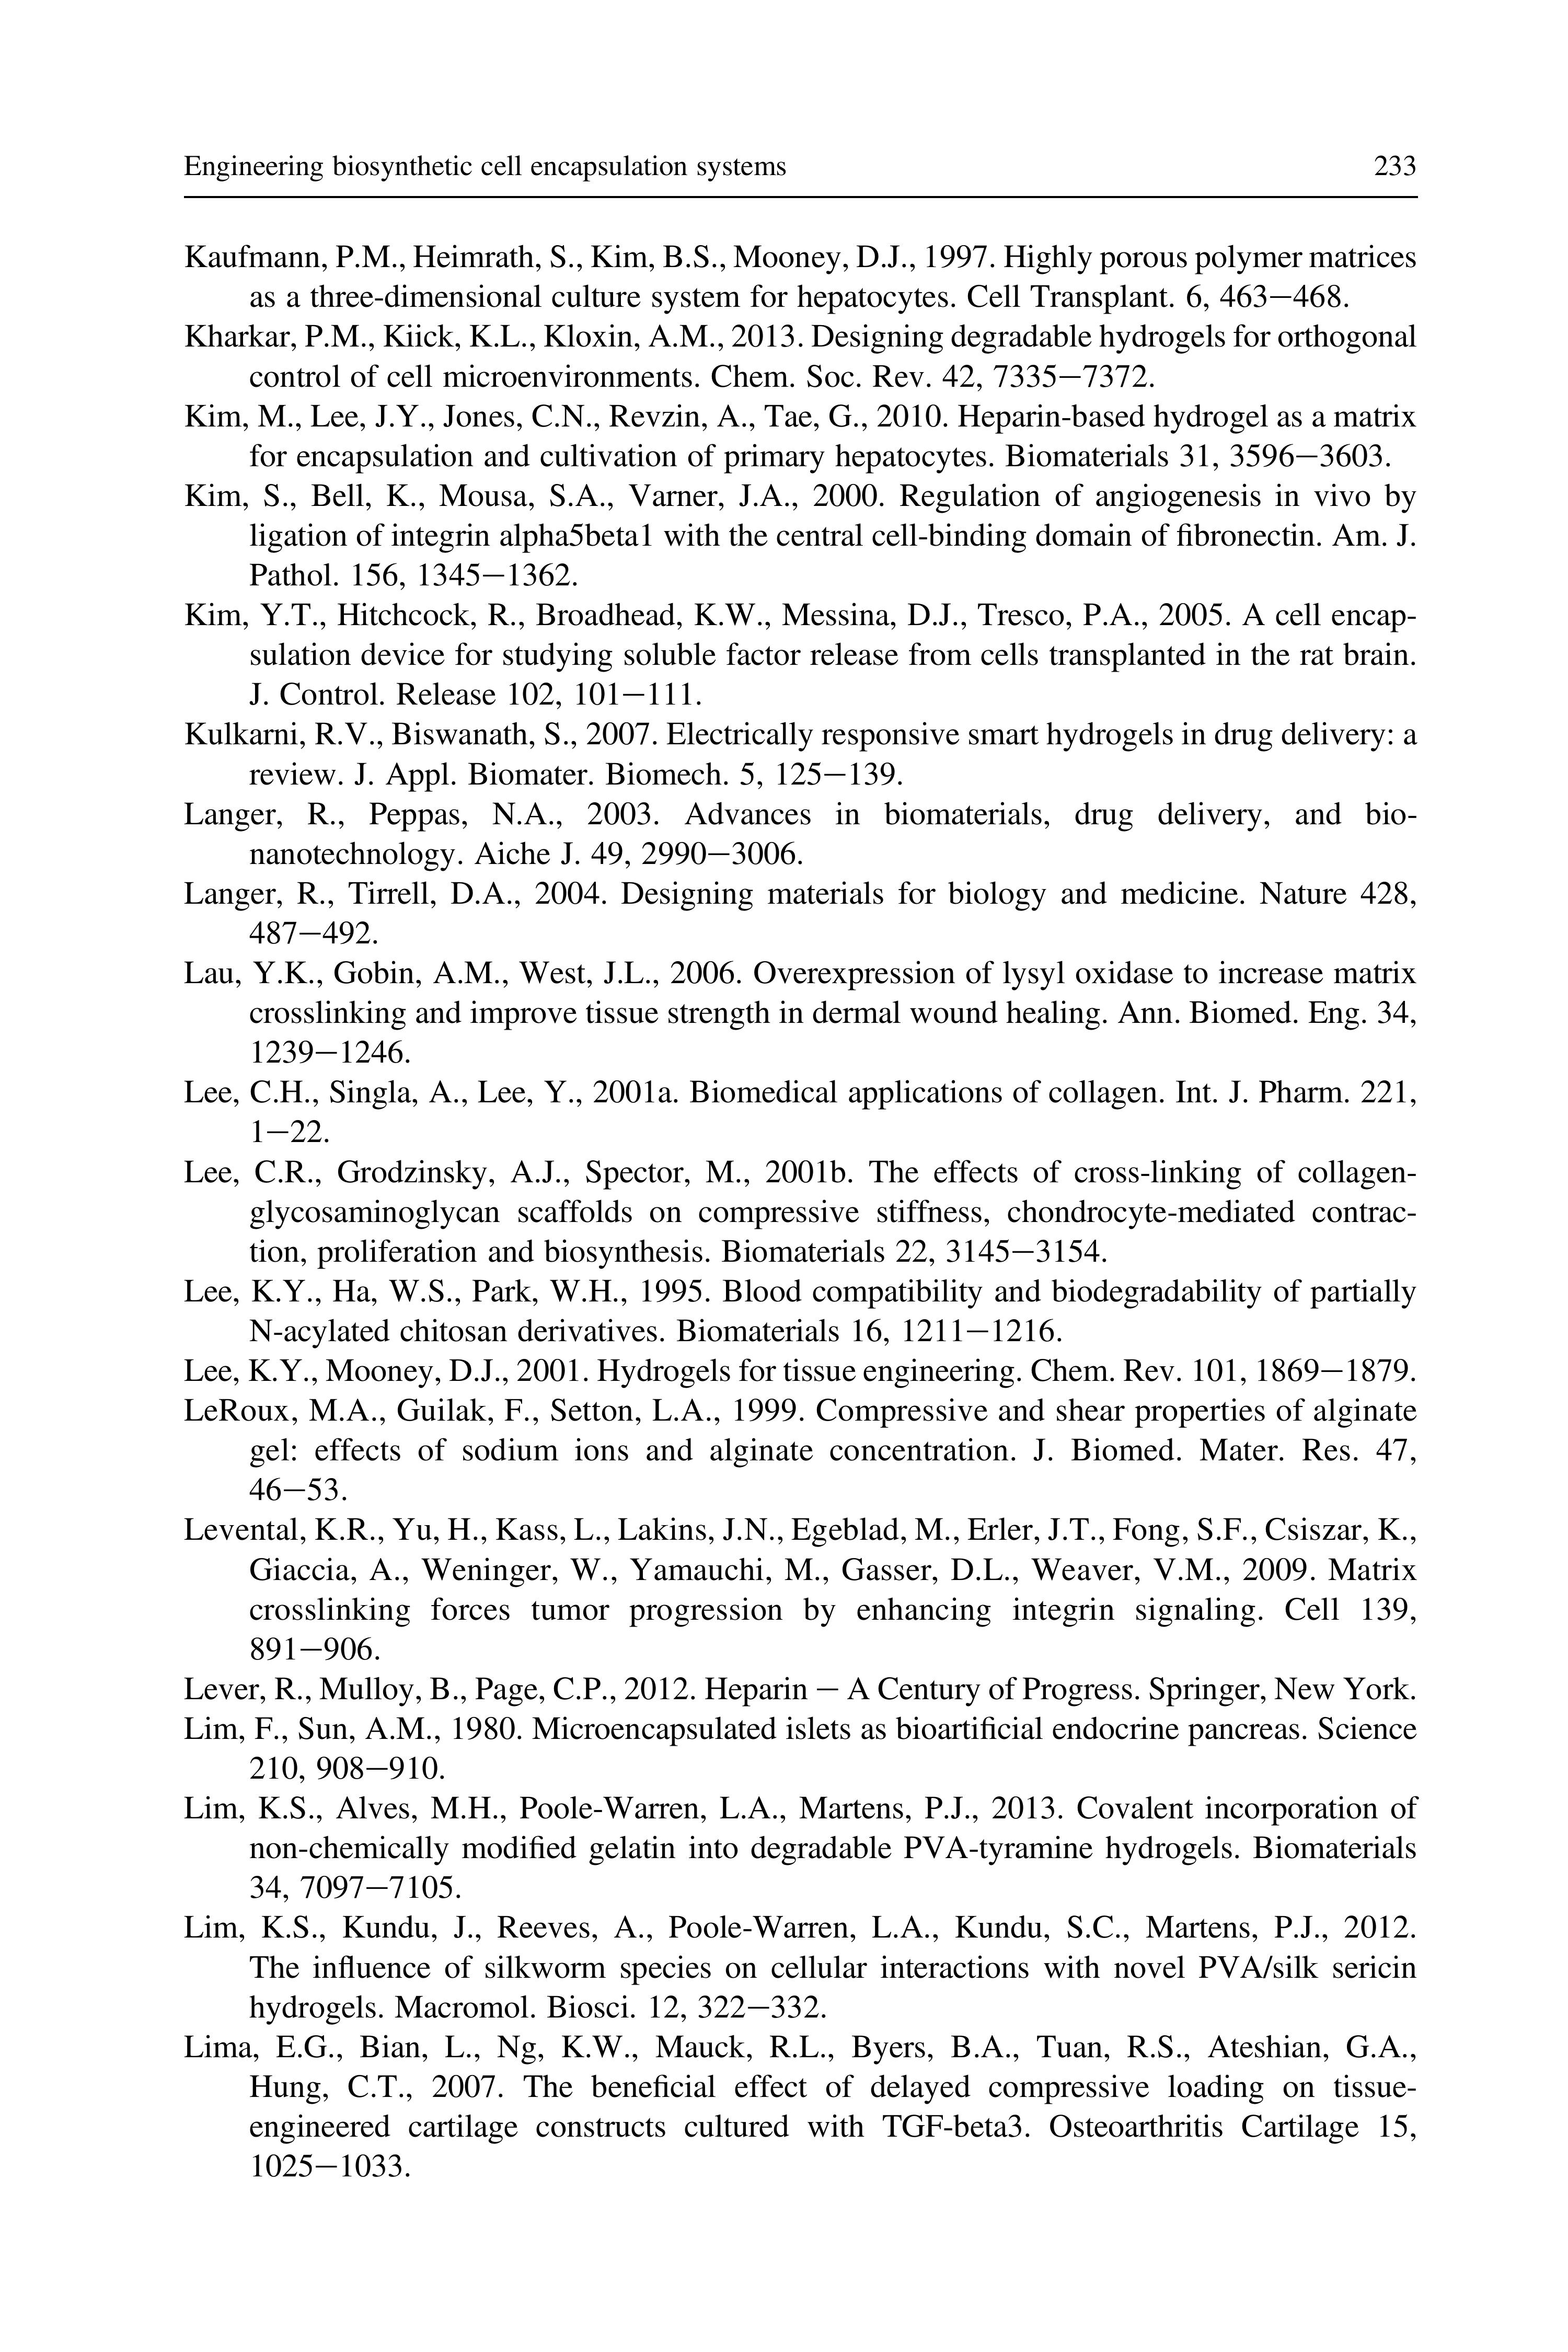 Engineering biosynthetic cell encapsulation systems 233
Kaufmann, P.M., Heimrath, S., Kim, B.S., Mooney, D.J., 1997. Highly porous polymer matrices
as a three-dimensional culture system for hepatocytes. Cell Transplant. 6, 463–468.
Kharkar, P.M., Kiick, K.L., Kloxin, A.M., 2013. Designing degradable hydrogels for orthogonal
control of cell microenvironments. Chem. Soc. Rev. 42, 7335–7372.
Kim, M., Lee, J.Y., Jones, C.N., Revzin, A., Tae, G., 2010. Heparin-based hydrogel as a matrix
for encapsulation and cultivation of primary hepatocytes. Biomaterials 31, 3596–3603.
Kim, S., Bell, K., Mousa, S.A., Varner, J.A., 2000. Regulation of angiogenesis in vivo by
ligation of integrin alpha5beta1 with the central cell-binding domain of fibronectin. Am. J.
Pathol. 156, 1345–1362.
Kim, Y.T., Hitchcock, R., Broadhead, K.W., Messina, D.J., Tresco, P.A., 2005. A cell encap-
sulation device for studying soluble factor release from cells transplanted in the rat brain.
J. Control. Release 102, 101–111.
Kulkarni, R.V., Biswanath, S., 2007. Electrically responsive smart hydrogels in drug delivery: a
review. J. Appl. Biomater. Biomech. 5, 125–139.
Langer, R., Peppas, N.A., 2003. Advances in biomaterials, drug delivery, and bio-
nanotechnology. Aiche J. 49, 2990–3006.
Langer, R., Tirrell, D.A., 2004. Designing materials for biology and medicine. Nature 428,
487–492.
Lau, Y.K., Gobin, A.M., West, J.L., 2006. Overexpression of lysyl oxidase to increase matrix
crosslinking and improve tissue strength in dermal wound healing. Ann. Biomed. Eng. 34,
1239–1246.
Lee, C.H., Singla, A., Lee, Y., 2001a. Biomedical applications of collagen. Int. J. Pharm. 221,
1–22.
Lee, C.R., Grodzinsky, A.J., Spector, M., 2001b. The effects of cross-linking of collagen-
glycosaminoglycan scaffolds on compressive stiffness, chondrocyte-mediated contrac-
tion, proliferation and biosynthesis. Biomaterials 22, 3145–3154.
Lee, K.Y., Ha, W.S., Park, W.H., 1995. Blood compatibility and biodegradability of partially
N-acylated chitosan derivatives. Biomaterials 16, 1211–1216.
Lee, K.Y., Mooney, D.J., 2001. Hydrogels for tissue engineering. Chem. Rev. 101, 1869–1879.
LeRoux, M.A., Guilak, F., Setton, L.A., 1999. Compressive and shear properties of alginate
gel: effects of sodium ions and alginate concentration. J. Biomed. Mater. Res. 47,
46–53.
Levental, K.R., Yu, H., Kass, L., Lakins, J.N., Egeblad, M., Erler, J.T., Fong, S.F., Csiszar, K.,
Giaccia, A., Weninger, W., Yamauchi, M., Gasser, D.L., Weaver, V.M., 2009. Matrix
crosslinking forces tumor progression by enhancing integrin signaling. Cell 139,
891–906.
Lever, R., Mulloy, B., Page, C.P., 2012. Heparin – A Century of Progress. Springer, New York.
Lim, F., Sun, A.M., 1980. Microencapsulated islets as bioartificial endocrine pancreas. Science
210, 908–910.
Lim, K.S., Alves, M.H., Poole-Warren, L.A., Martens, P.J., 2013. Covalent incorporation of
non-chemically modified gelatin into degradable PVA-tyramine hydrogels. Biomaterials
34, 7097–7105.
Lim, K.S., Kundu, J., Reeves, A., Poole-Warren, L.A., Kundu, S.C., Martens, P.J., 2012.
The influence of silkworm species on cellular interactions with novel PVA/silk sericin
hydrogels. Macromol. Biosci. 12, 322–332.
Lima, E.G., Bian, L., Ng, K.W., Mauck, R.L., Byers, B.A., Tuan, R.S., Ateshian, G.A.,
Hung, C.T., 2007. The beneficial effect of delayed compressive loading on tissue-
engineered cartilage constructs cultured with TGF-beta3. Osteoarthritis Cartilage 15,
1025–1033.